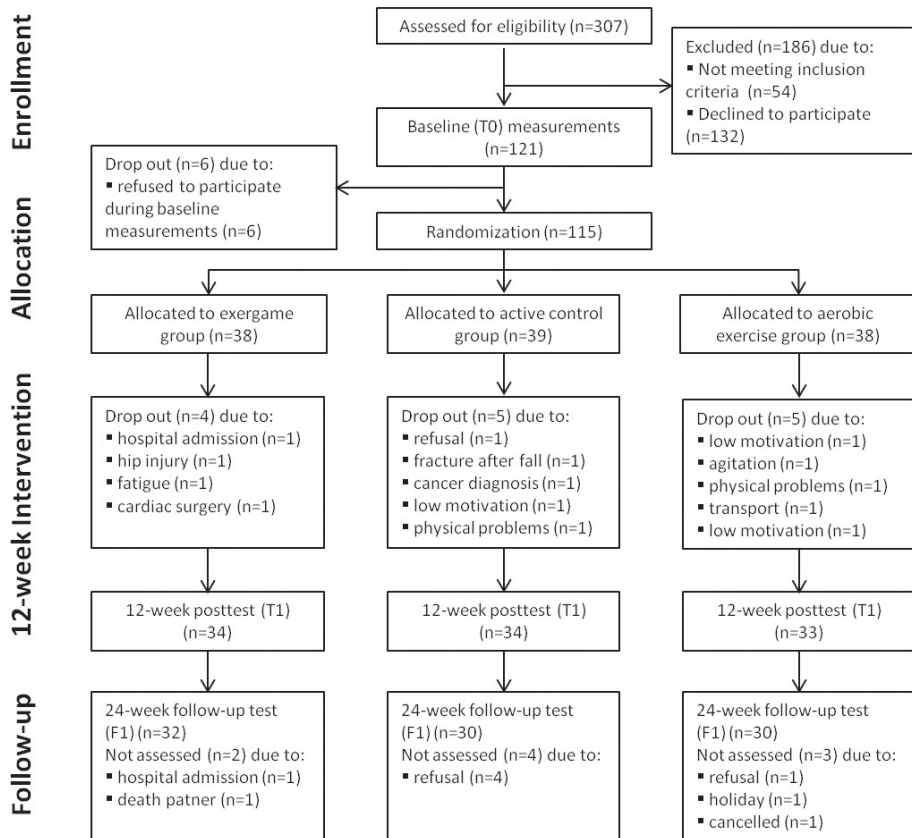 Enrollment
Assessed for eligibility (n=307)
Excluded (n=186) due to:
▪ Not meeting inclusion
criteria (n=54)
▪ Declined to participate
(n=132)
Baseline (T0) measurements
(n=121)
Drop out (n=6) due to:
▪ refused to participate
during baseline
measurements (n=6)
Allocation
Randomization (n=115)
Allocated to exergame
group (n=38)
Allocated to active control
group (n=39)
Allocated to aerobic
exercise group (n=38)
12-week Intervention
Drop out (n=4) due to:
▪ hospital admission (n=1)
▪ hip injury (n=1)
▪ fatigue (n=1)
▪ cardiac surgery (n=1)
Drop out (n=5) due to:
▪ refusal (n=1)
▪ fracture after fall (n=1)
▪ cancer diagnosis (n=1)
▪ low motivation (n=1)
▪ physical problems (n=1)
Drop out (n=5) due to:
▪ low motivation (n=1)
▪ agitation (n=1)
▪ physical problems (n=1)
▪ transport (n=1)
▪ low motivation (n=1)
12-week posttest (T1)
(n=34)
12-week posttest (T1)
(n=34)
12-week posttest (T1)
(n=33)
Follow-up
24-week follow-up test
(F1) (n=32)
Not assessed (n=2) due to:
▪ hospital admission (n=1)
▪ death patner (n=1)
24-week follow-up test
(F1) (n=30)
Not assessed (n=4) due to:
▪ refusal (n=4)
24-week follow-up test
(F1) (n=30)
Not assessed (n=3) due to:
▪ refusal (n=1)
▪ holiday (n=1)
▪ cancelled (n=1)